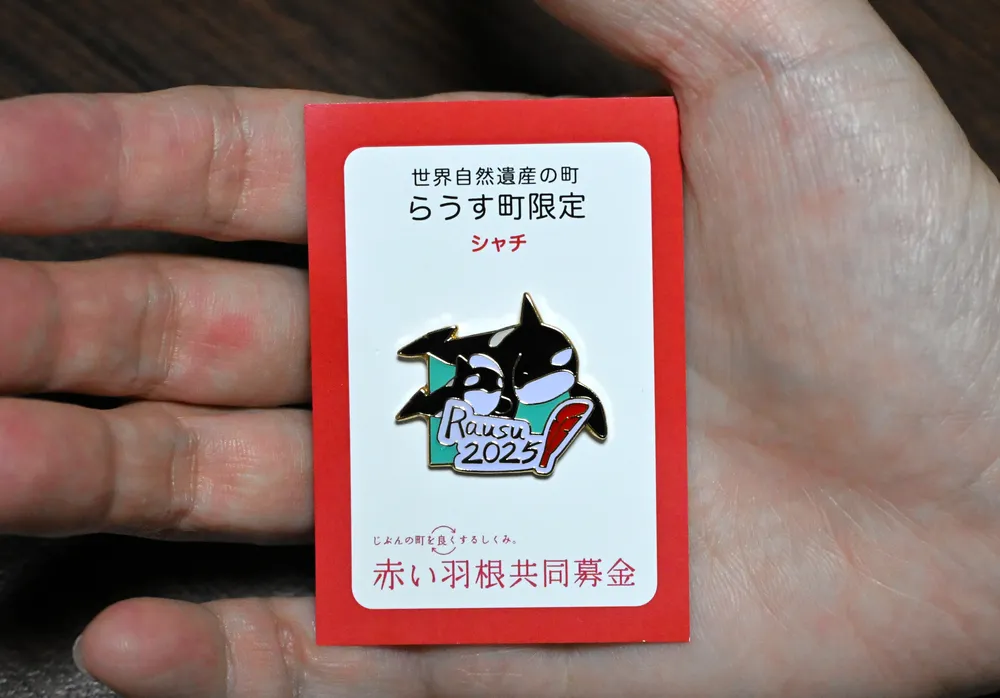 世界自然遺産の町
らうす町限定
シャチ
Rausu
2025
じぶんの町を良くするしくみ。
赤い羽根共同募金